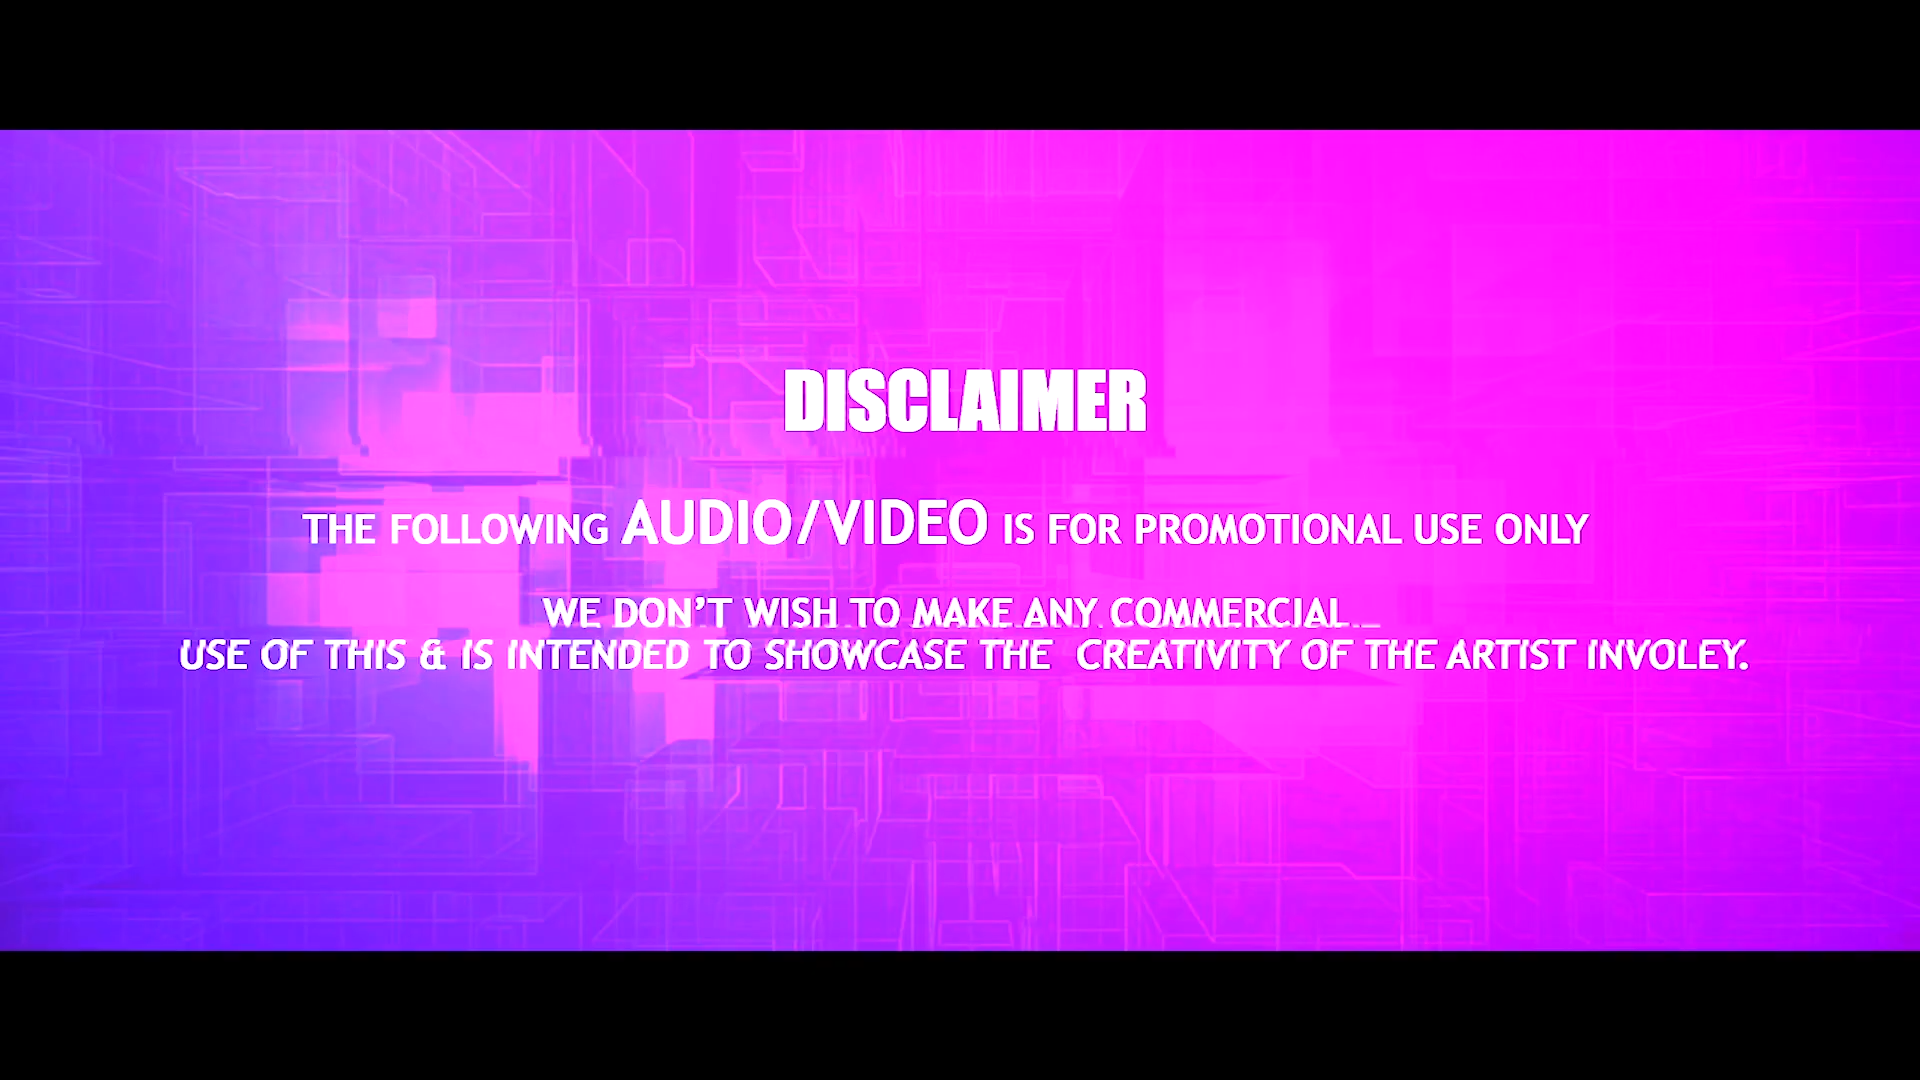 DISCLAIMER
THE FOLLOWING AUDIO/VIDEO IS FOR PROMOTIONAL USE ONLY
WE DON'T WISH TO MAKE ANY COMMERCIAL
USE OF THIS & IS INTENDED TO SHOWCASE THE CREATIVITY OF THE ARTIST INVOLEY.